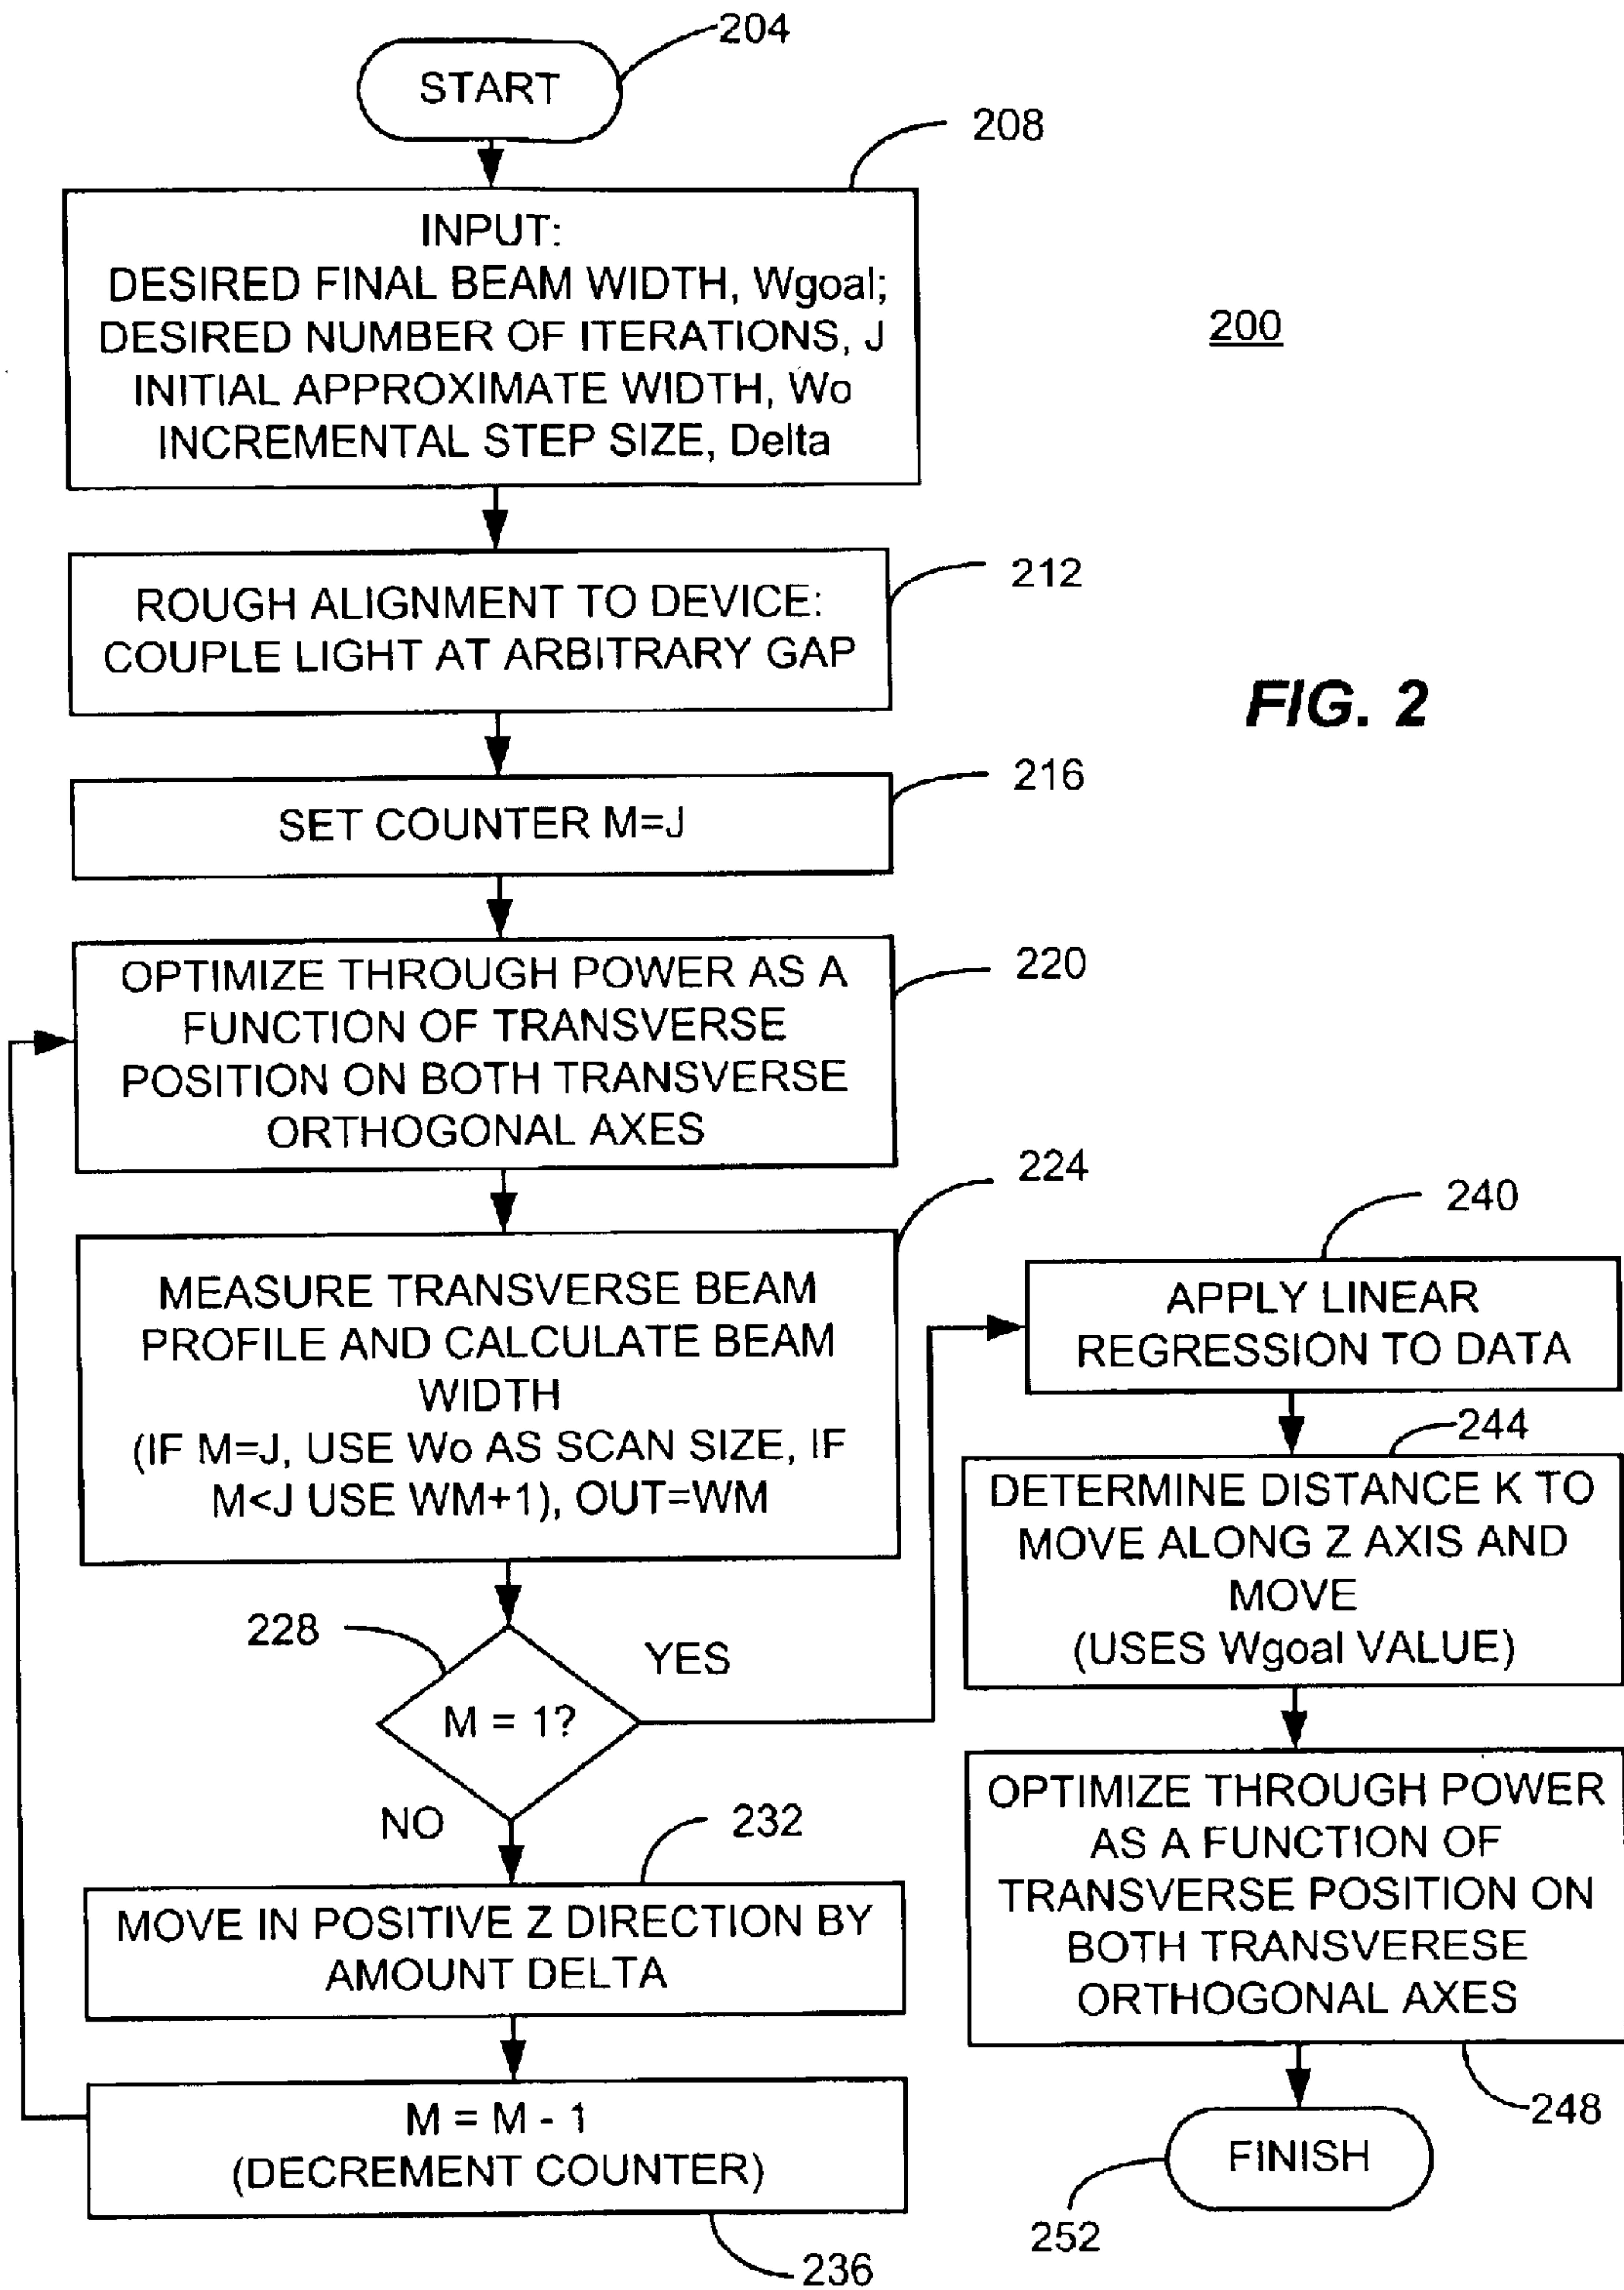 204
START
208
INPUT:
DESIRED FINAL BEAM WIDTH, Wgoal;
DESIRED NUMBER OF ITERATIONS, J
INITIAL APPROXIMATE WIDTH, Wo
INCREMENTAL STEP SIZE, Delta
200
212
ROUGH ALIGNMENT TO DEVICE:
COUPLE LIGHT AT ARBITRARY GAP
FIG. 2
216
SET COUNTER M=J
220
OPTIMIZE THROUGH POWER AS A
FUNCTION OF TRANSVERSE
POSITION ON BOTH TRANSVERSE
ORTHOGONAL AXES
224
MEASURE TRANSVERSE BEAM
PROFILE AND CALCULATE BEAM
WIDTH
(IF M=J, USE Wo AS SCAN SIZE, IF
M<J USE WM+1), OUT=WM
228
M = 1?
YES
NO
232
MOVE IN POSITIVE Z DIRECTION BY
AMOUNT DELTA
M = M - 1
(DECREMENT COUNTER)
236
240
APPLY LINEAR
REGRESSION TO DATA
244
DETERMINE DISTANCE K TO
MOVE ALONG Z AXIS AND
MOVE
(USES Wgoal VALUE)
OPTIMIZE THROUGH POWER
AS A FUNCTION OF
TRANSVERSE POSITION ON
BOTH TRANSVERESE
ORTHOGONAL AXES
248
FINISH
252